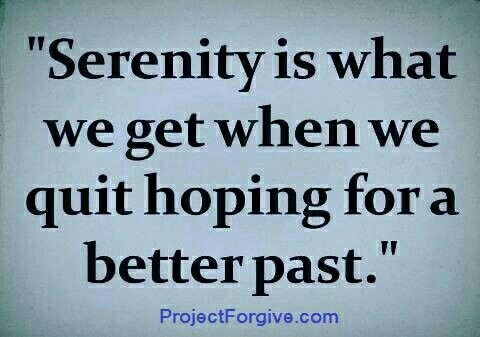 "Serenity is what
we get when we
quit hoping for a
better past."
ProjectForgive.com